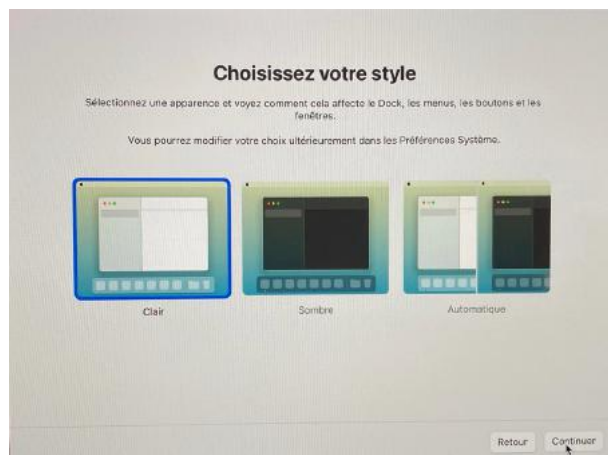 Choisissez votre style
Sélectionnez une apparence et voyez comment cela affecte le Dock, les menus, les boutons et les
fenêtres.
Vous pourrez modifier votre choix ultérieurement dans les Préférences Système.
Clair
Sombre
Automatique
Retour
Continuer